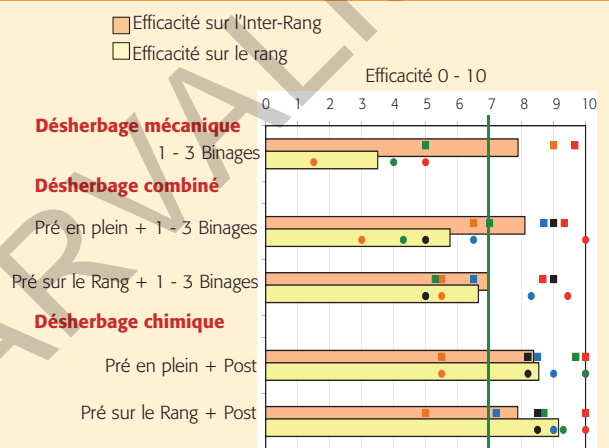 Efficacité sur l'Inter-Rang
Efficacité sur le rang
Efficacité 0 - 10
0 1 2 3 4 5 6 7 8 9 10
Désherbage mécanique
1 - 3 Binages
Désherbage combiné
Pré en plein + 1 - 3 Binages
Pré sur le Rang + 1 - 3 Binages
Désherbage chimique
Pré en plein + Post
Pré sur le Rang + Post
ARVALI